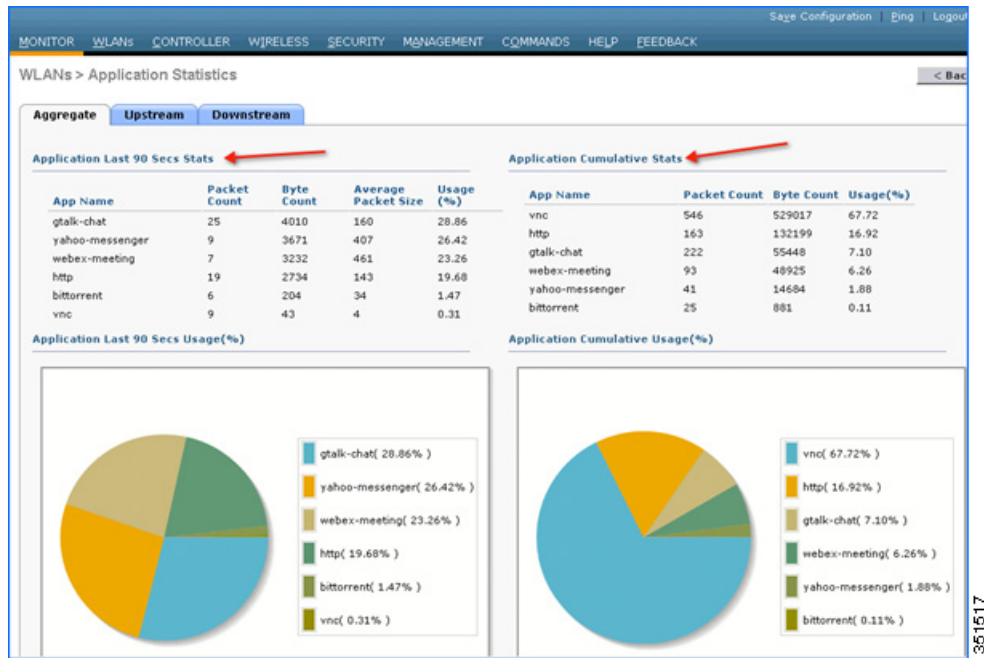 Save Configuration | Ping | Logout
MONITOR WLANs CONTROLLER WIRELESS SECURITY MANAGEMENT COMMANDS HELP FEEDBACK
WLANs > Application Statistics
< Bac
Aggregate Upstream Downstream
Application Last 90 Secs Stats
App Name Packet Count Byte Count Average Packet Size Usage (%)
gtalk-chat 25 4010 160 28.86
yahoo-messenger 9 3671 407 26.42
webex-meeting 7 3232 461 23.26
http 19 2734 143 19.68
bittorrent 6 204 34 1.47
vnc 9 43 4 0.31
Application Cumulative Stats
App Name Packet Count Byte Count Usage(%)
vnc 546 529017 67.72
http 163 132199 16.92
gtalk-chat 222 55448 7.10
webex-meeting 93 48925 6.26
yahoo-messenger 41 14684 1.88
bittorrent 25 881 0.11
Application Last 90 Secs Usage(%)
gtalk-chat( 28.86% )
yahoo-messenger( 26.42% )
webex-meeting( 23.26% )
http( 19.68% )
bittorrent( 1.47% )
vnc( 0.31% )
Application Cumulative Usage(%)
vnc( 67.72% )
http( 16.92% )
gtalk-chat( 7.10% )
webex-meeting( 6.26% )
yahoo-messenger( 1.88% )
bittorrent( 0.11% )
351517